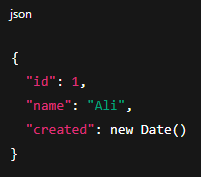 json
{
  "id": 1,
  "name": "Ali",
  "created": new Date()
}